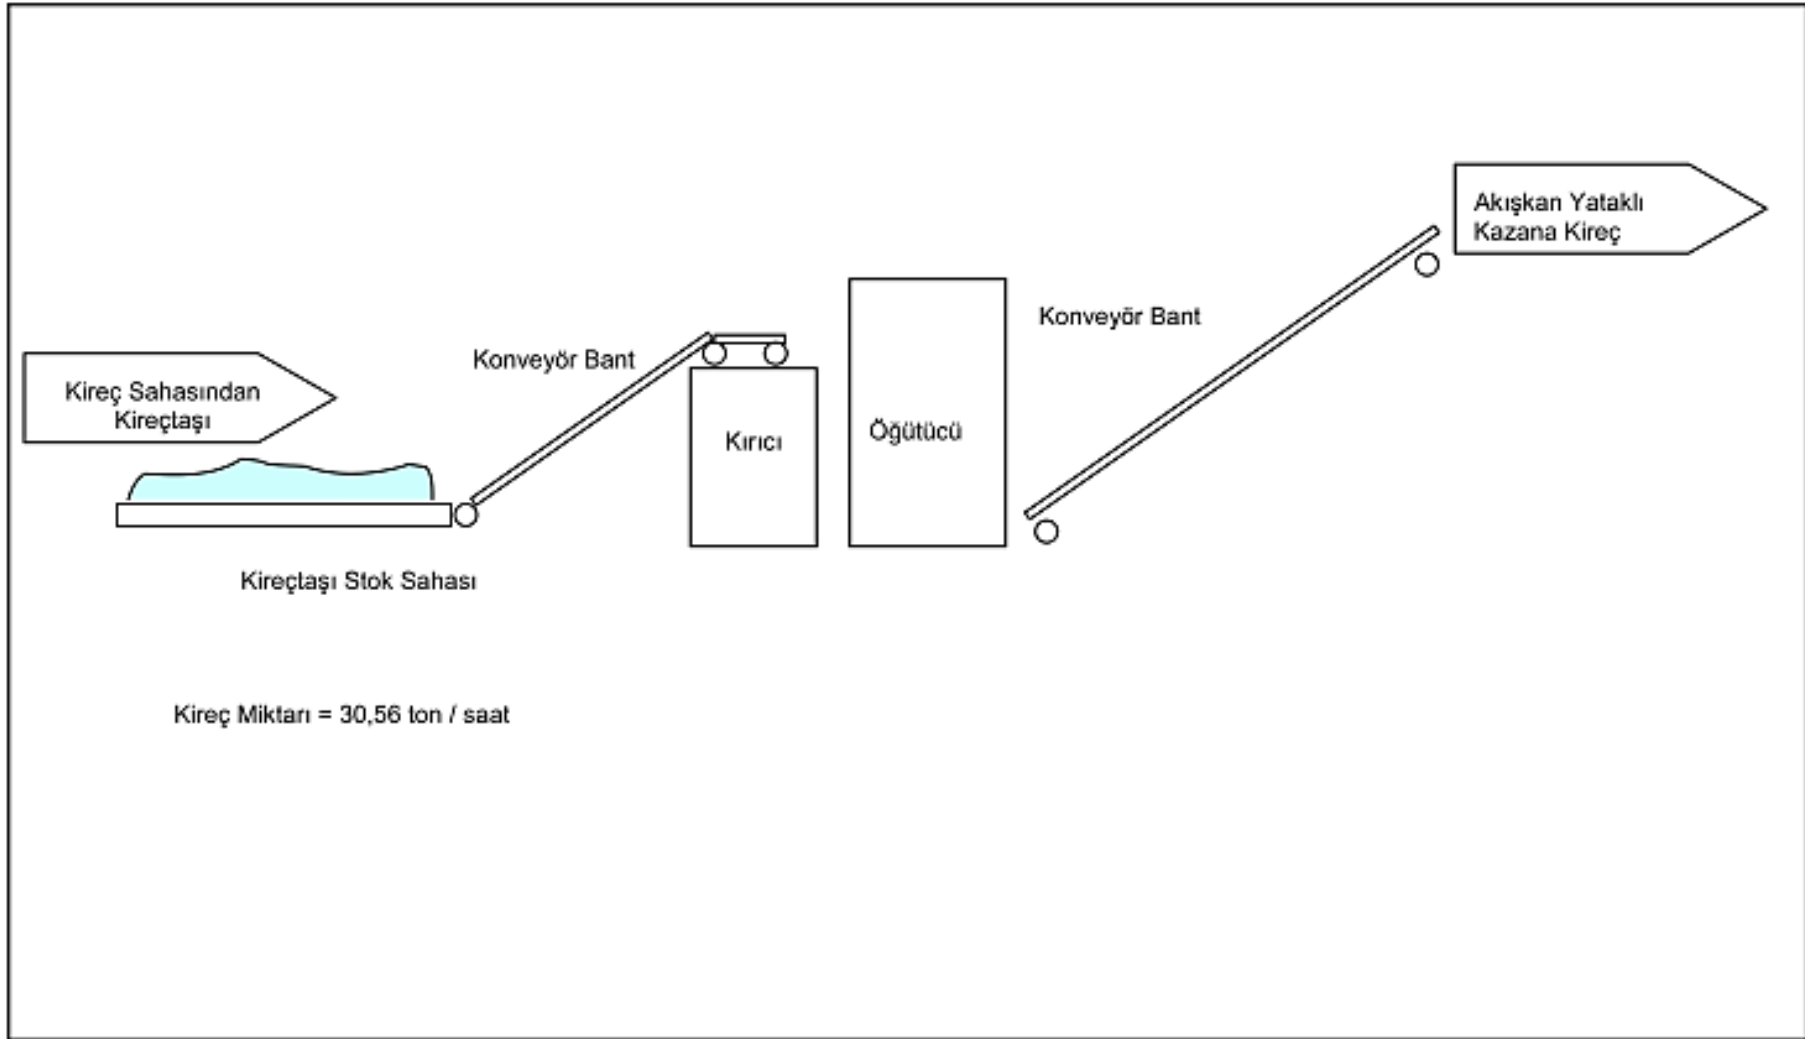 Akışkan Yataklı
Kazana Kireç
Konveyör Bant
Konveyör Bant
Kireç Sahasından
Kireçtaşı
Kırıcı
Öğütücü
Kireçtaşı Stok Sahası
Kireç Miktarı = 30,56 ton / saat